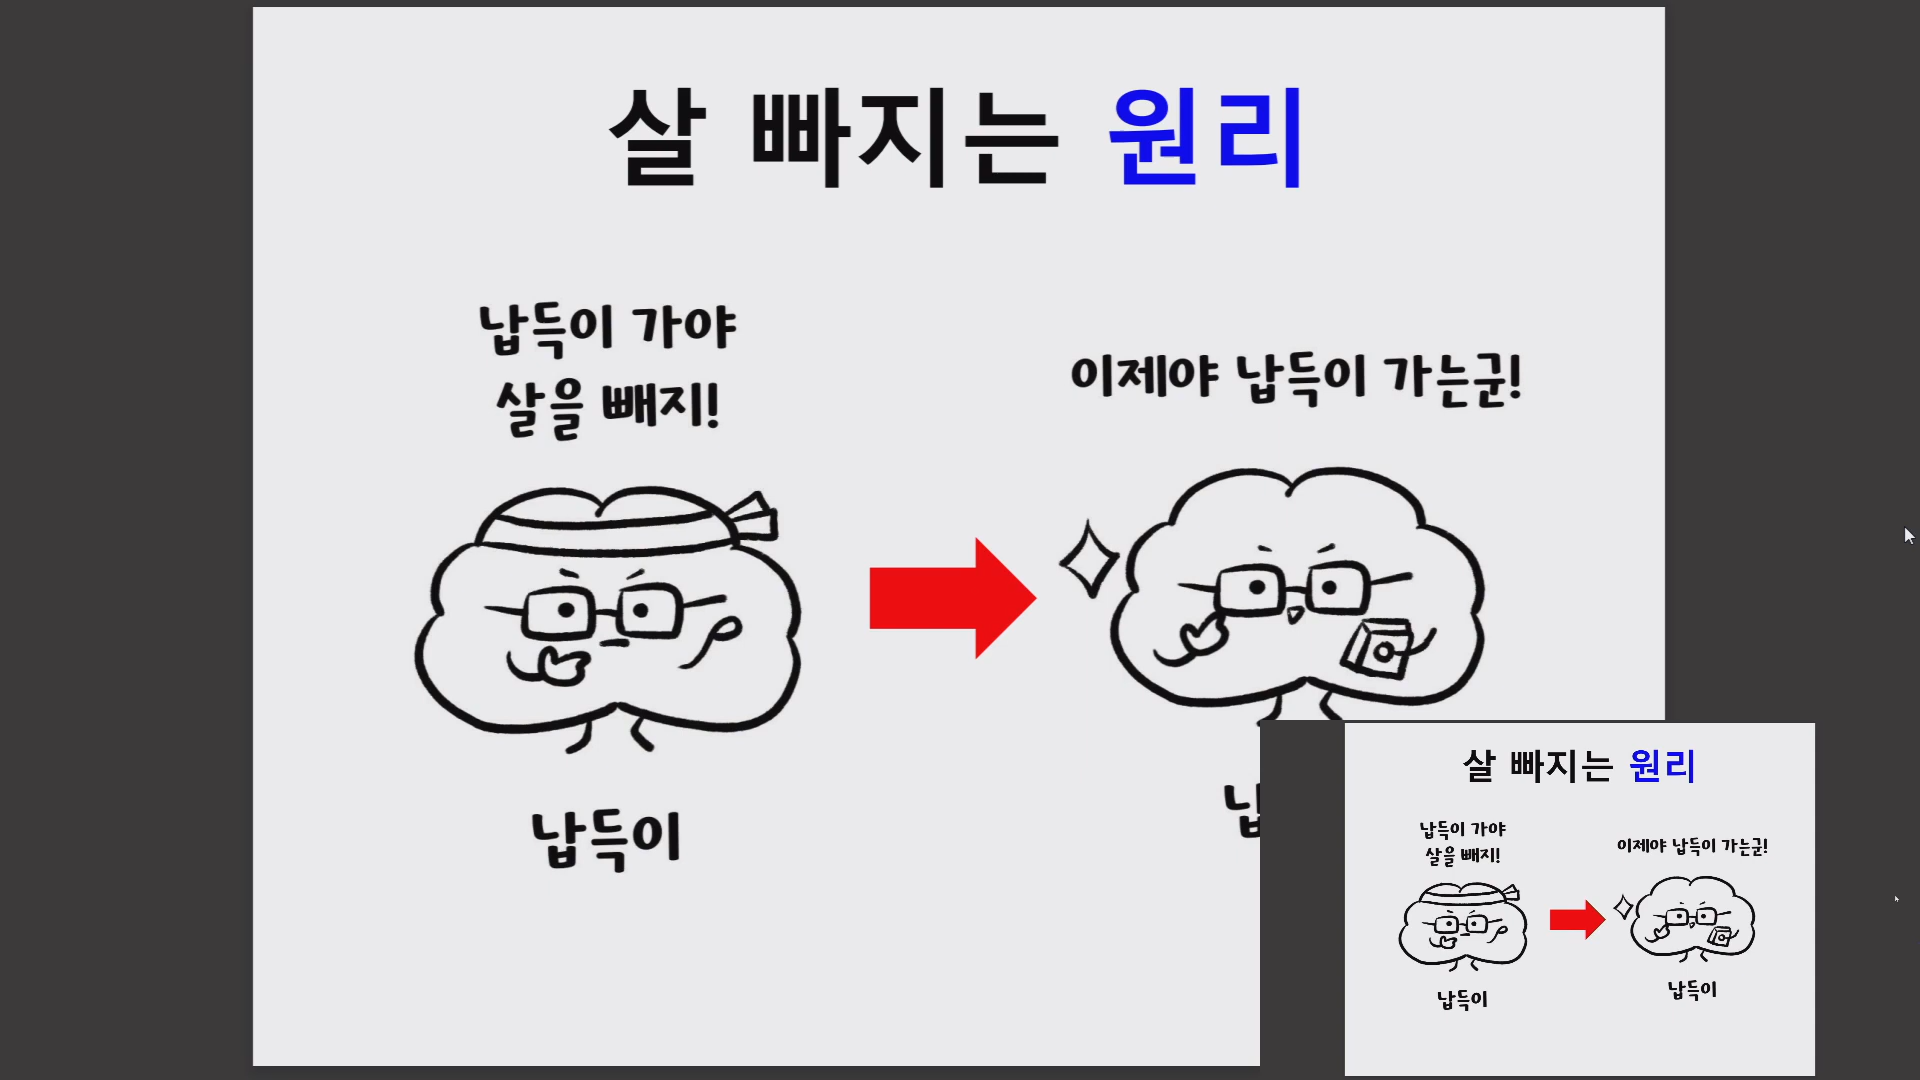 살 빠지는 원리
납득이 가야
살을 빼지!
이제야 납득이 가는군!
납득이
살 빠지는 원리
납득이 가야
살을 빼지!
이제야 납득이 가는군!
납득이
납득이